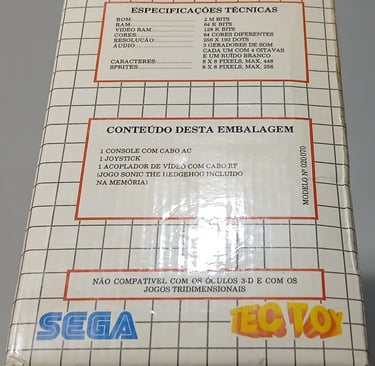 ESPECIFICAÇÕES TÉCNICAS
ROM 2 M BITS
RAM 64 K BITS
VIDEO RAM 128 K BITS
CORES 64 CORES DIFERENTES
RESOLUCÃO 256 X 192 DOTS
AUDIO 3 GERADORES DE SOM
CADA UM COM 4 OITAVAS
E UM RUÍDO BRANCO
CARACTERES 8 X 8 PIXELS, MAX, 448
SPRITES 8 X 8 PIXELS, MAX, 256
CONTEÚDO DESTA EMBALAGEM
1 CONSOLE COM CABO AC
1 JOYSTICK
1 ACOPLADOR DE VÍDEO COM CABO RF
(JOGO SONIC THE HEDGEHOG INCLUIDO
NA MEMÓRIA)
MODELO Nº 020070
NÃO COMPATÍVEL COM OS ÓCULOS 3-D E COM OS
JOGOS TRIDIMENSIONAIS
SEGA
TEC TOY